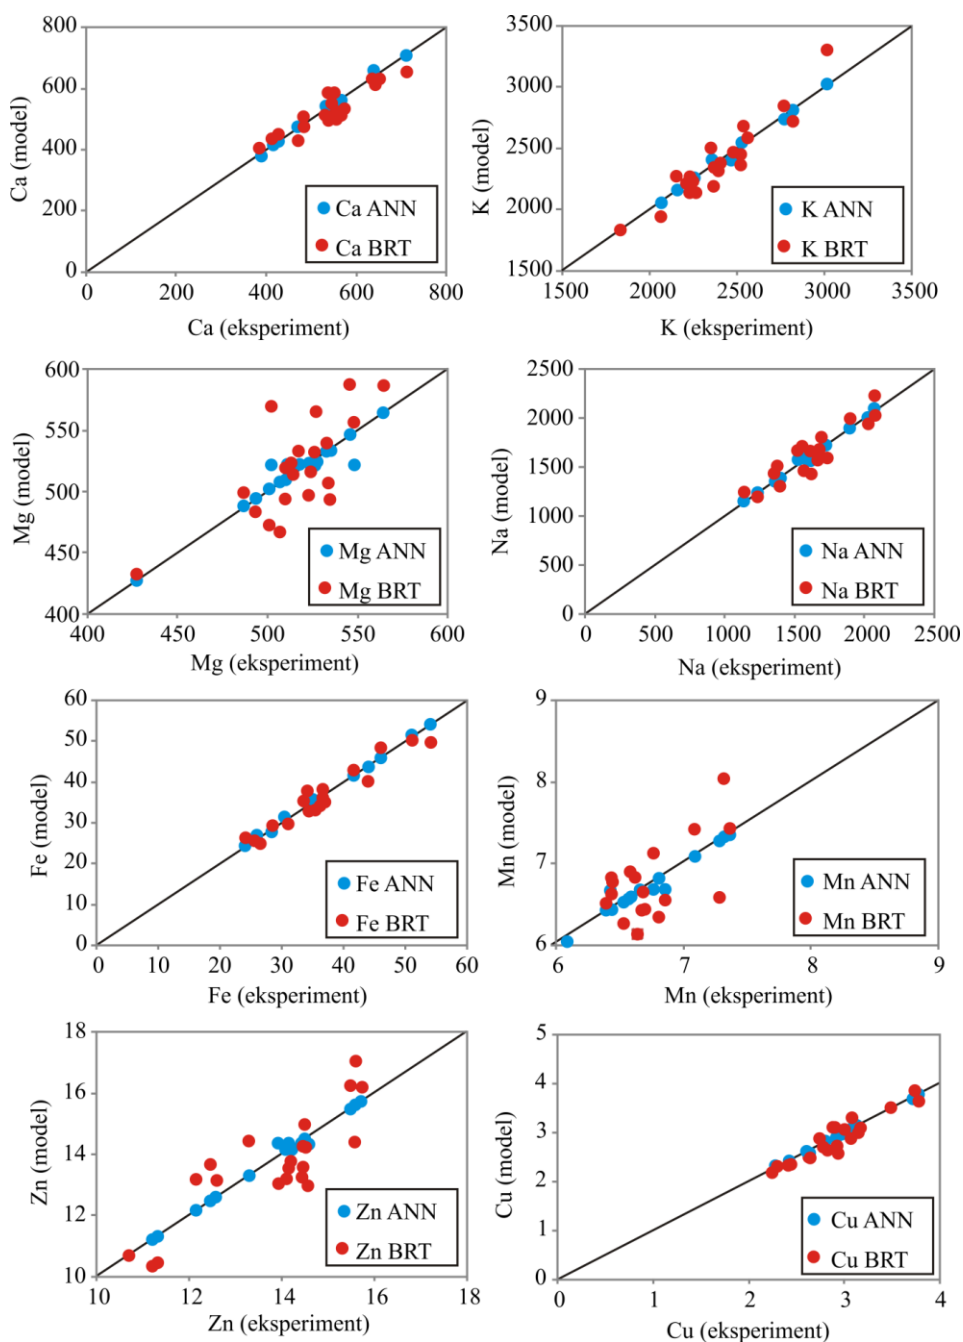 800
600
400
200
0
Ca (model)
Ca ANN
Ca BRT
0 200 400 600 800
Ca (eksperiment)
3500
3000
2500
2000
1500
K (model)
K ANN
K BRT
1500 2000 2500 3000 3500
K (eksperiment)
600
550
500
450
400
Mg (model)
Mg ANN
Mg BRT
400 450 500 550 600
Mg (eksperiment)
2500
2000
1500
1000
500
0
Na (model)
Na ANN
Na BRT
0 500 1000 1500 2000 2500
Na (eksperiment)
60
50
40
30
20
10
0
Fe (model)
Fe ANN
Fe BRT
0 10 20 30 40 50 60
Fe (eksperiment)
9
8
7
6
Mn (model)
Mn ANN
Mn BRT
6 7 8 9
Mn (eksperiment)
18
16
14
12
10
Zn (model)
Zn ANN
Zn BRT
10 12 14 16 18
Zn (eksperiment)
5
4
3
2
1
0
Cu (model)
Cu ANN
Cu BRT
0 1 2 3 4
Cu (eksperiment)